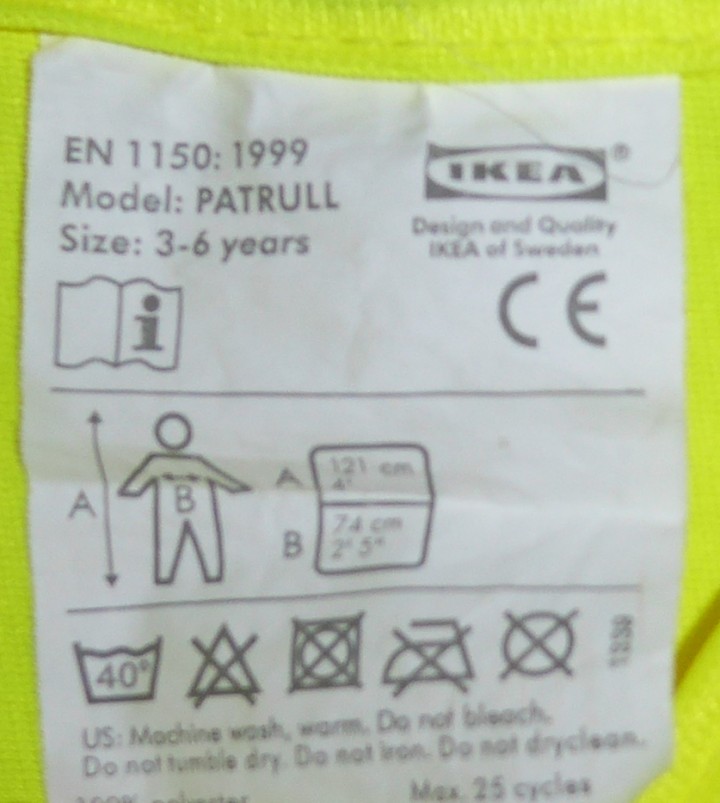 EN 1150: 1999
Model: PATRULL
Size: 3-6 years
IKEA®
Design and Quality
IKEA of Sweden
i
CE
A
B
A 121 cm
4'
B 74 cm
2' 5"
40°
US: Machine wash, warm. Do not bleach.
Do not tumble dry. Do not iron. Do not dryclean.
100% polyester
Max. 25 cycles